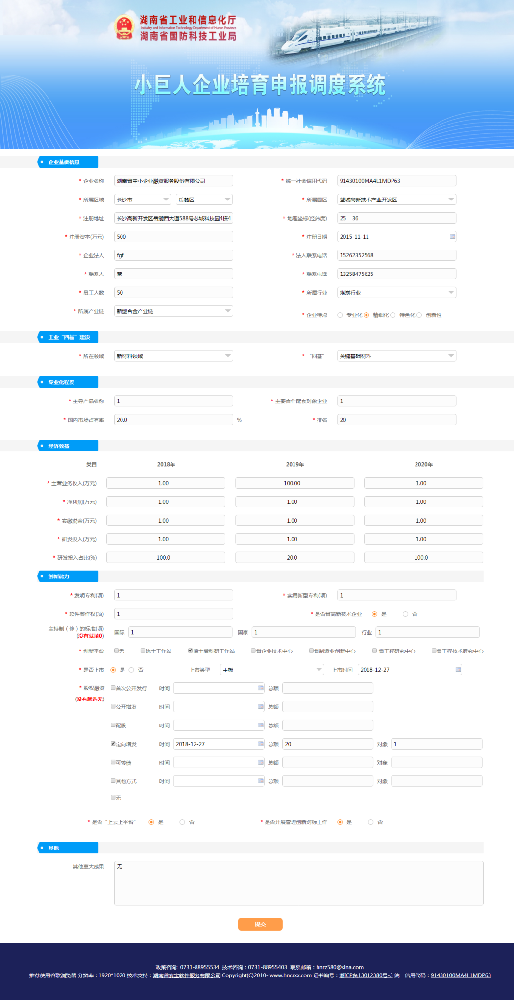 湖南省工业和信息化厅
Industry and Information Technology Department of Hunan Province
湖南省国防科技工业局
小巨人企业培育申报调度系统
企业基础信息
* 企业名称 湖南省中小企业融资服务股份有限公司 * 统一社会信用代码 91430100MA4L1MDP63
* 所属区域 长沙市 岳麓区 * 所属园区 望城高新技术产业开发区
* 注册地址 长沙高新开发区岳麓西大道588号芯城科技园4栋4 * 地理坐标(经纬度) 25 36
* 注册资本(万元) 500 * 注册日期 2015-11-11
* 企业法人 fgf * 法人联系电话 15262352568
* 联系人 蔡 * 联系电话 13258475625
* 员工人数 50 * 所属行业 煤炭行业
* 所属产业链 新型合金产业链 * 企业特点 专业化 精细化 特色化 创新性
工业“四基”建设
* 所在领域 新材料领域 * “四基” 关键基础材料
专业化程度
* 主导产品名称 1 * 主要合作配套对象企业 1
* 国内市场占有率 20.0 % * 排名 20
经济效益
类目 2018年 2019年 2020年
* 主营业务收入(万元) 1.00 100.00 1.00
* 净利润(万元) 1.00 1.00 1.00
* 实缴税金(万元) 1.00 1.00 1.00
* 研发投入(万元) 1.00 1.00 1.00
* 研发投入占比(%) 100.0 20.0 100.0
创新能力
* 发明专利(项) 1 * 实用新型专利(项) 1
* 软件著作权(项) 1 * 是否省高新技术企业 是 否
主持制（修）的标准(项) 国际 1 国家 1 行业 1
(没有就填0)
* 创新平台 无 院士工作站 博士后科研工作站 省企业技术中心 省制造业创新中心 省工程研究中心 省工程技术研究中心
* 是否上市 是 否 上市类型 主板 上市时间 2018-12-27
* 股权融资 首次公开发行 时间 总额
(没有就选无)
公开增发 时间 总额
配股 时间 总额
定向增发 时间 2018-12-27 总额 20 对象 1
可转债 时间 总额 对象
其他方式 时间 总额 对象
无
* 是否“上云上平台” 是 否 * 是否开展管理创新对标工作 是 否
其他
其他重大成果 无
提交
政策咨询: 0731-88955534 技术咨询：0731-88955403 联系邮箱：hnrz580@sina.com
推荐使用谷歌浏览器 分辨率：1920*1020 技术支持：湖南省赛宝软件服务有限公司 Copyright(C)2010- www.hncrxx.com 证书编号：湘ICP备13012380号-3 统一信用代码：91430100MA4L1MDP63